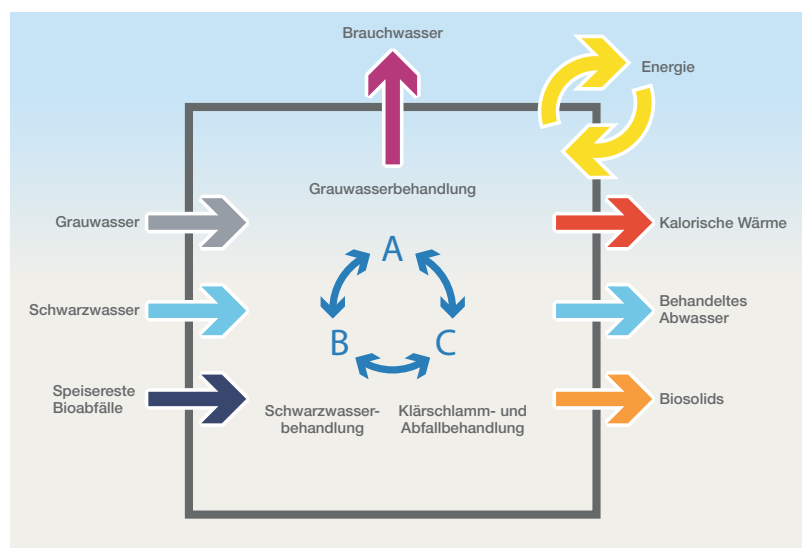 Brauchwasser
Energie
Grauwasserbehandlung
Grauwasser
Kalorische Wärme
A
Schwarzwasser
Behandeltes
Abwasser
B
C
Speisereste
Bioabfälle
Biosolids
Schwarzwasser-
behandlung
Klärschlamm- und
Abfallbehandlung